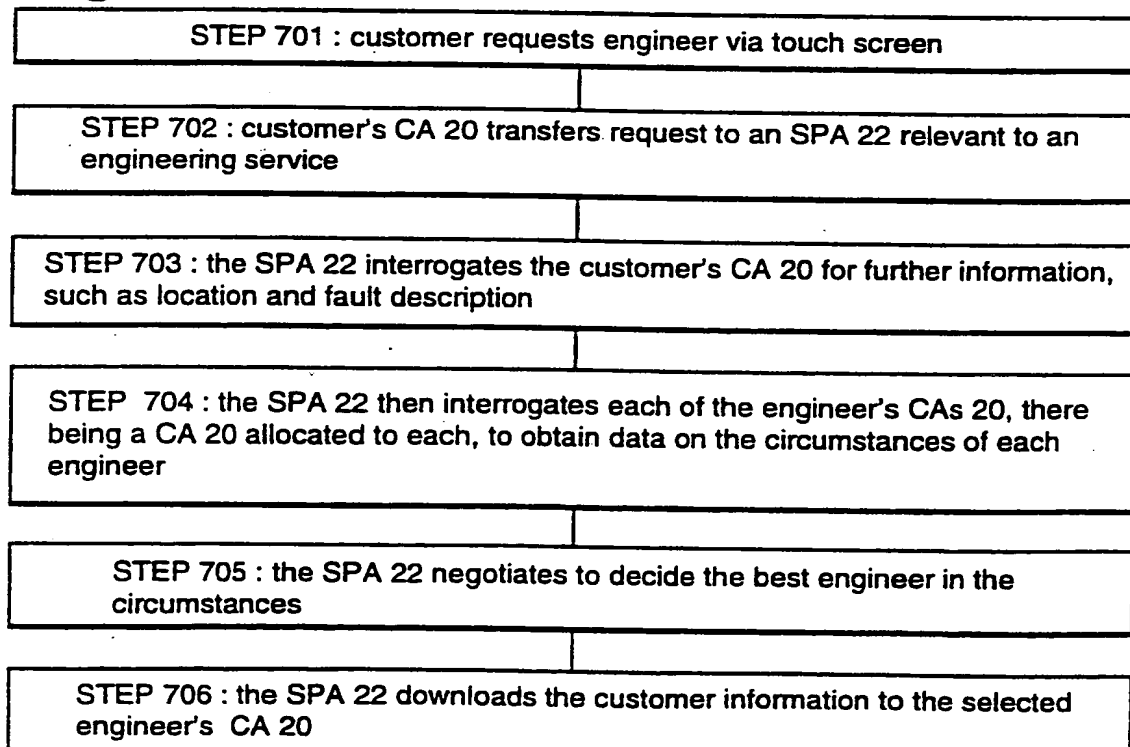 STEP 701 : customer requests engineer via touch screen
STEP 702 : customer's CA 20 transfers request to an SPA 22 relevant to an
engineering service
STEP 703 : the SPA 22 interrogates the customer's CA 20 for further information,
such as location and fault description
STEP 704 : the SPA 22 then interrogates each of the engineer's CAs 20, there
being a CA 20 allocated to each, to obtain data on the circumstances of each
engineer
STEP 705 : the SPA 22 negotiates to decide the best engineer in the
circumstances
STEP 706 : the SPA 22 downloads the customer information to the selected
engineer's CA 20